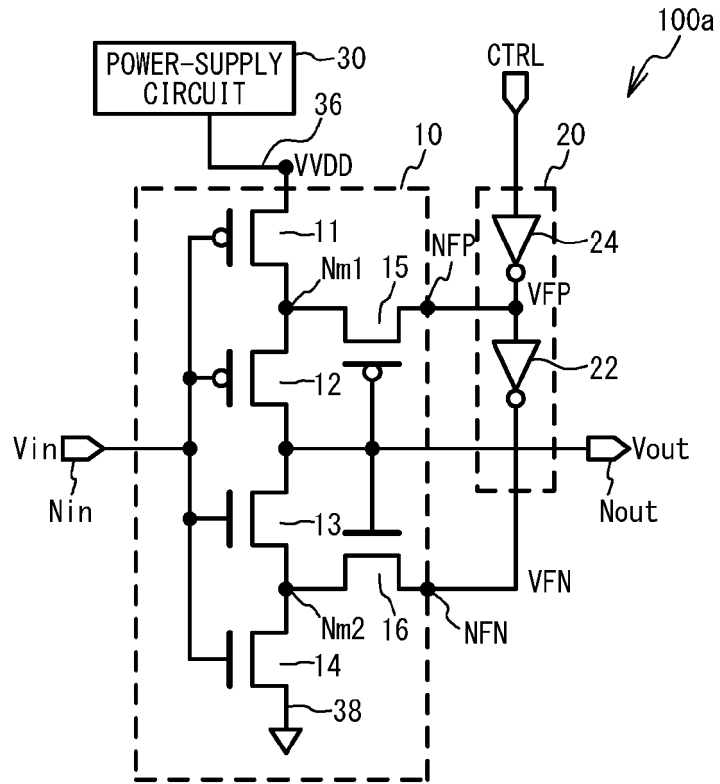 100a
POWER-SUPPLY
CIRCUIT
30
CTRL
36
VVDD
10
20
11
24
Nm1
15
NFP
VFP
12
22
Vin
Nin
Vout
Nout
13
16
VFN
NFN
Nm2
14
38